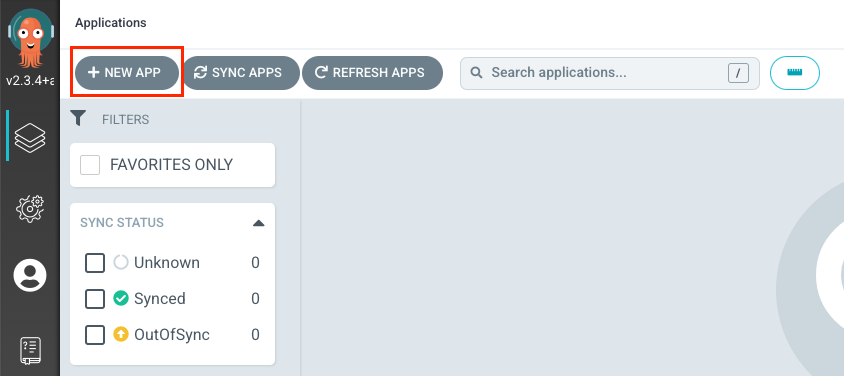 Applications
v2.3.4+a
NEW APP
SYNC APPS
REFRESH APPS
Search applications...
/
FILTERS
FAVORITES ONLY
SYNC STATUS
Unknown 0
Synced 0
OutOfSync 0